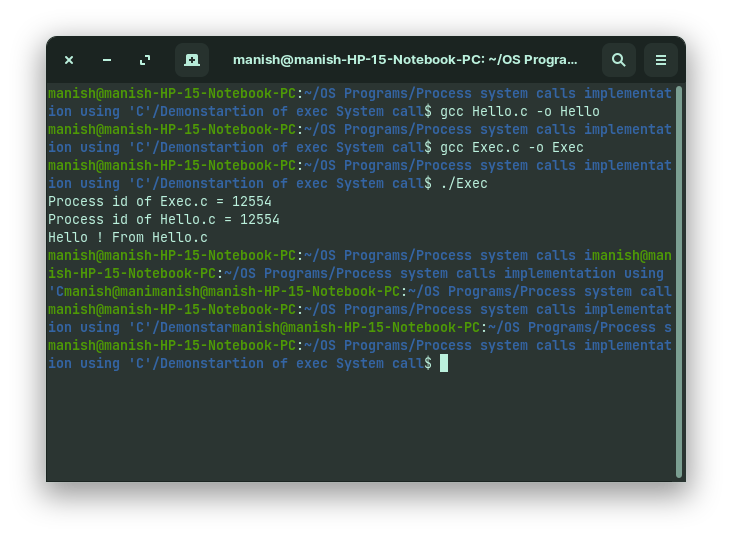 manish@manish-HP-15-Notebook-PC: ~/OS Progra...
manish@manish-HP-15-Notebook-PC:~/OS Programs/Process system calls implementat
ion using 'C'/Demonstartion of exec System call$ gcc Hello.c -o Hello
manish@manish-HP-15-Notebook-PC:~/OS Programs/Process system calls implementat
ion using 'C'/Demonstartion of exec System call$ gcc Exec.c -o Exec
manish@manish-HP-15-Notebook-PC:~/OS Programs/Process system calls implementat
ion using 'C'/Demonstartion of exec System call$ ./Exec
Process id of Exec.c = 12554
Process id of Hello.c = 12554
Hello ! From Hello.c
manish@manish-HP-15-Notebook-PC:~/OS Programs/Process system calls imanish@man
ish-HP-15-Notebook-PC:~/OS Programs/Process system calls implementation using
'Cmanish@manimanish@manish-HP-15-Notebook-PC:~/OS Programs/Process system call
manish@manish-HP-15-Notebook-PC:~/OS Programs/Process system calls implementat
ion using 'C'/Demonstarmanish@manish-HP-15-Notebook-PC:~/OS Programs/Process s
manish@manish-HP-15-Notebook-PC:~/OS Programs/Process system calls implementat
ion using 'C'/Demonstartion of exec System call$